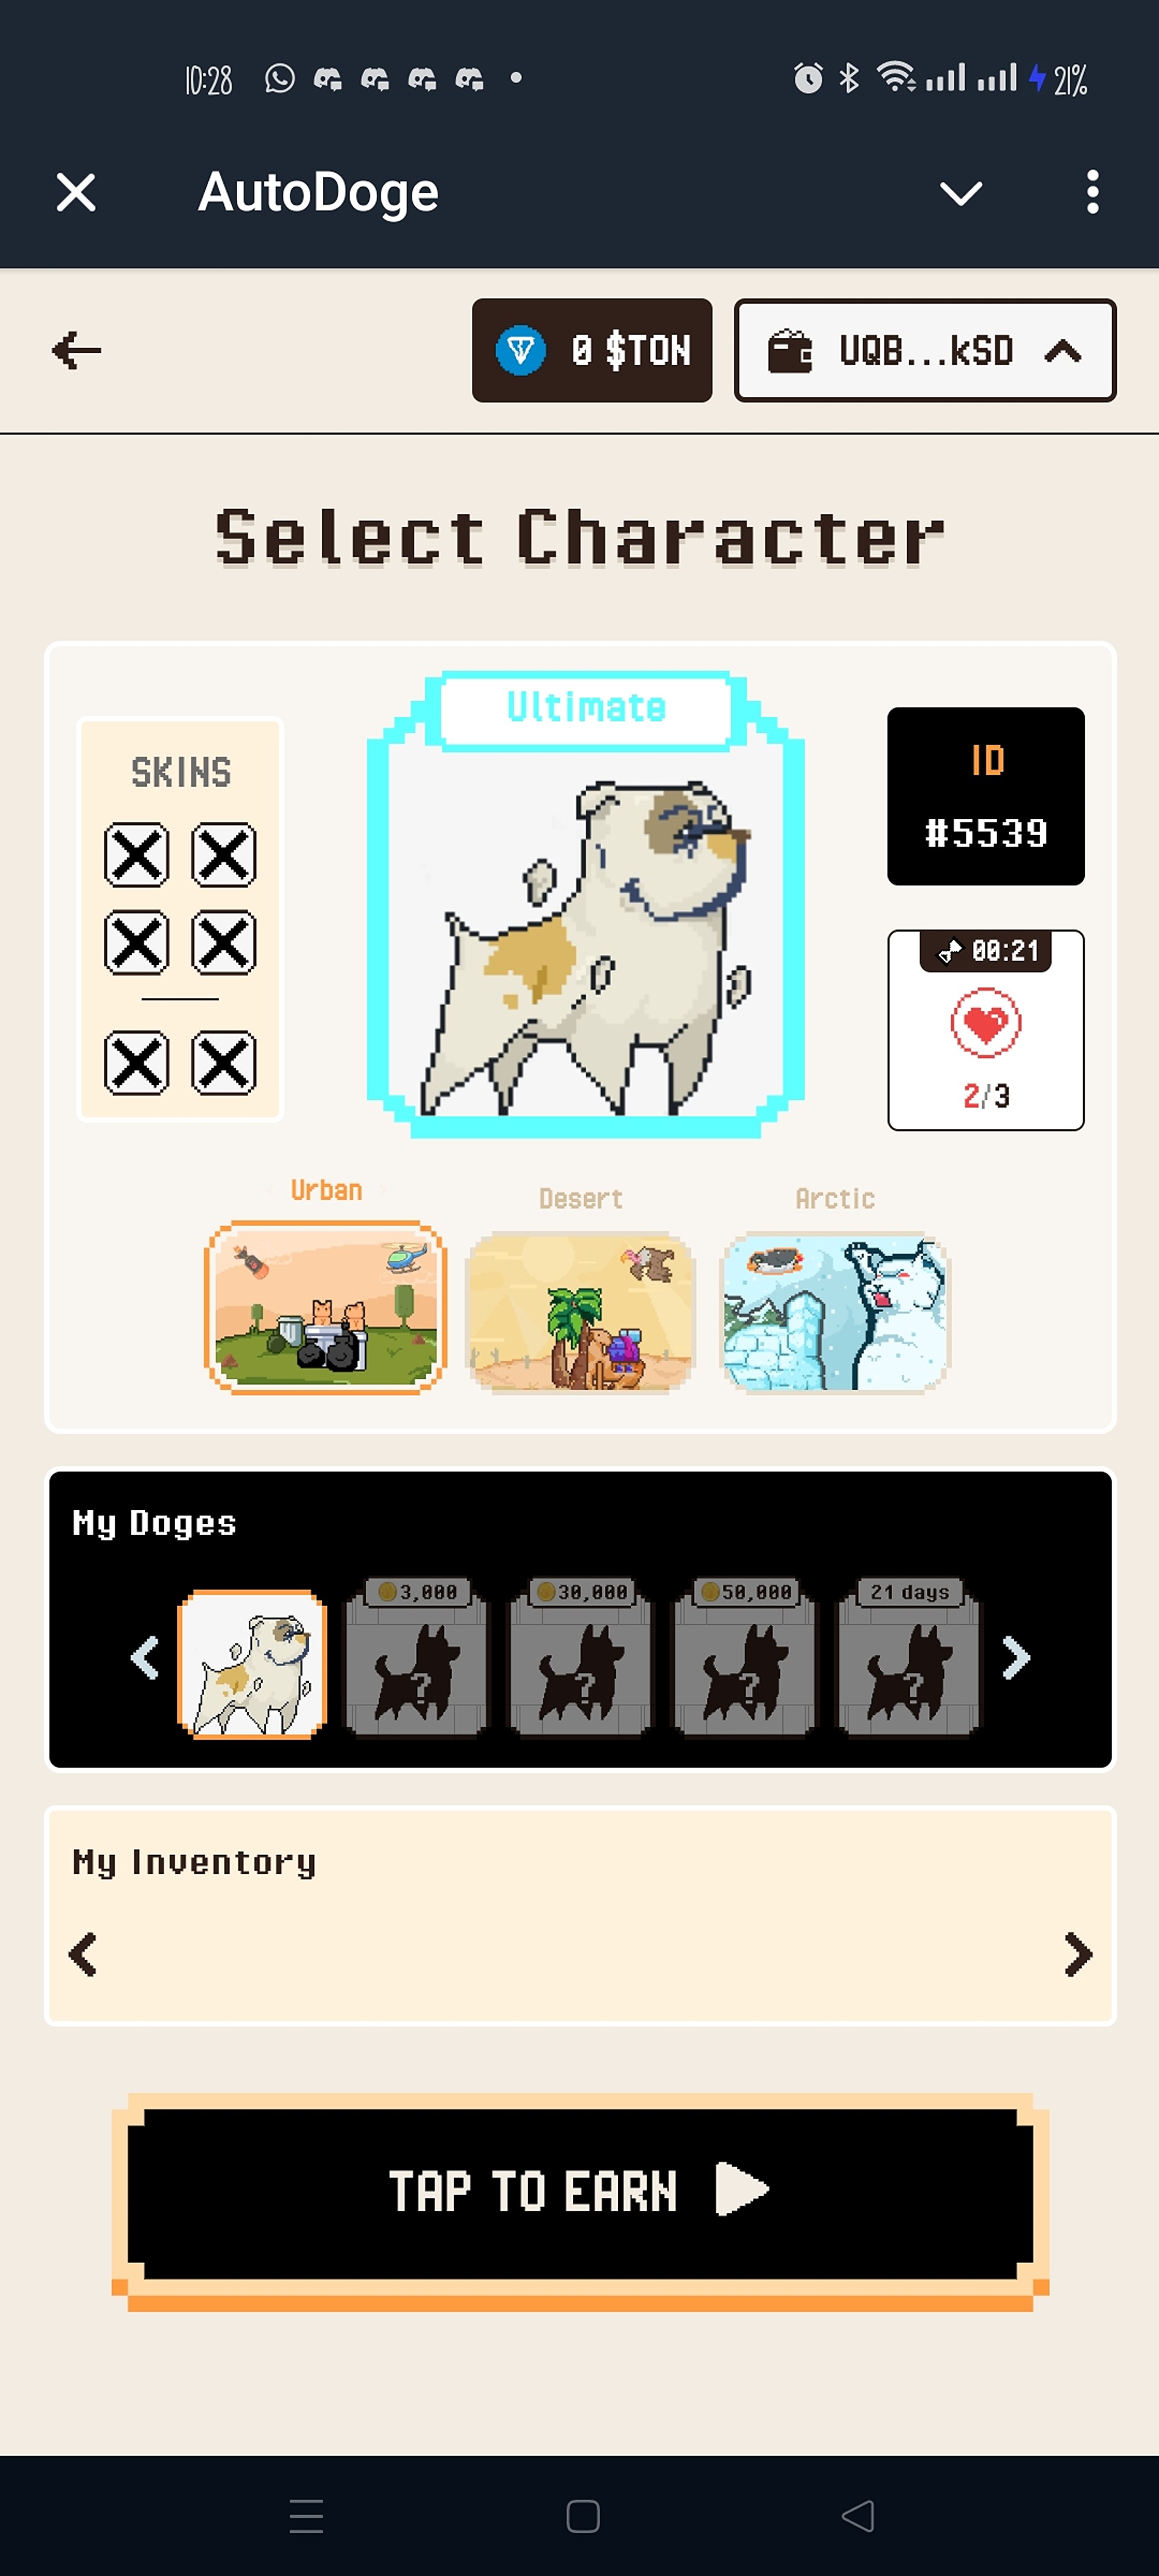 10:28
21%
AutoDoge
0 $TON
UQB...kSD
Select Character
Ultimate
SKINS
ID
#5539
00:21
2/3
Urban
Desert
Arctic
My Doges
3,000
30,000
50,000
21 days
?
?
?
?
My Inventory
TAP TO EARN